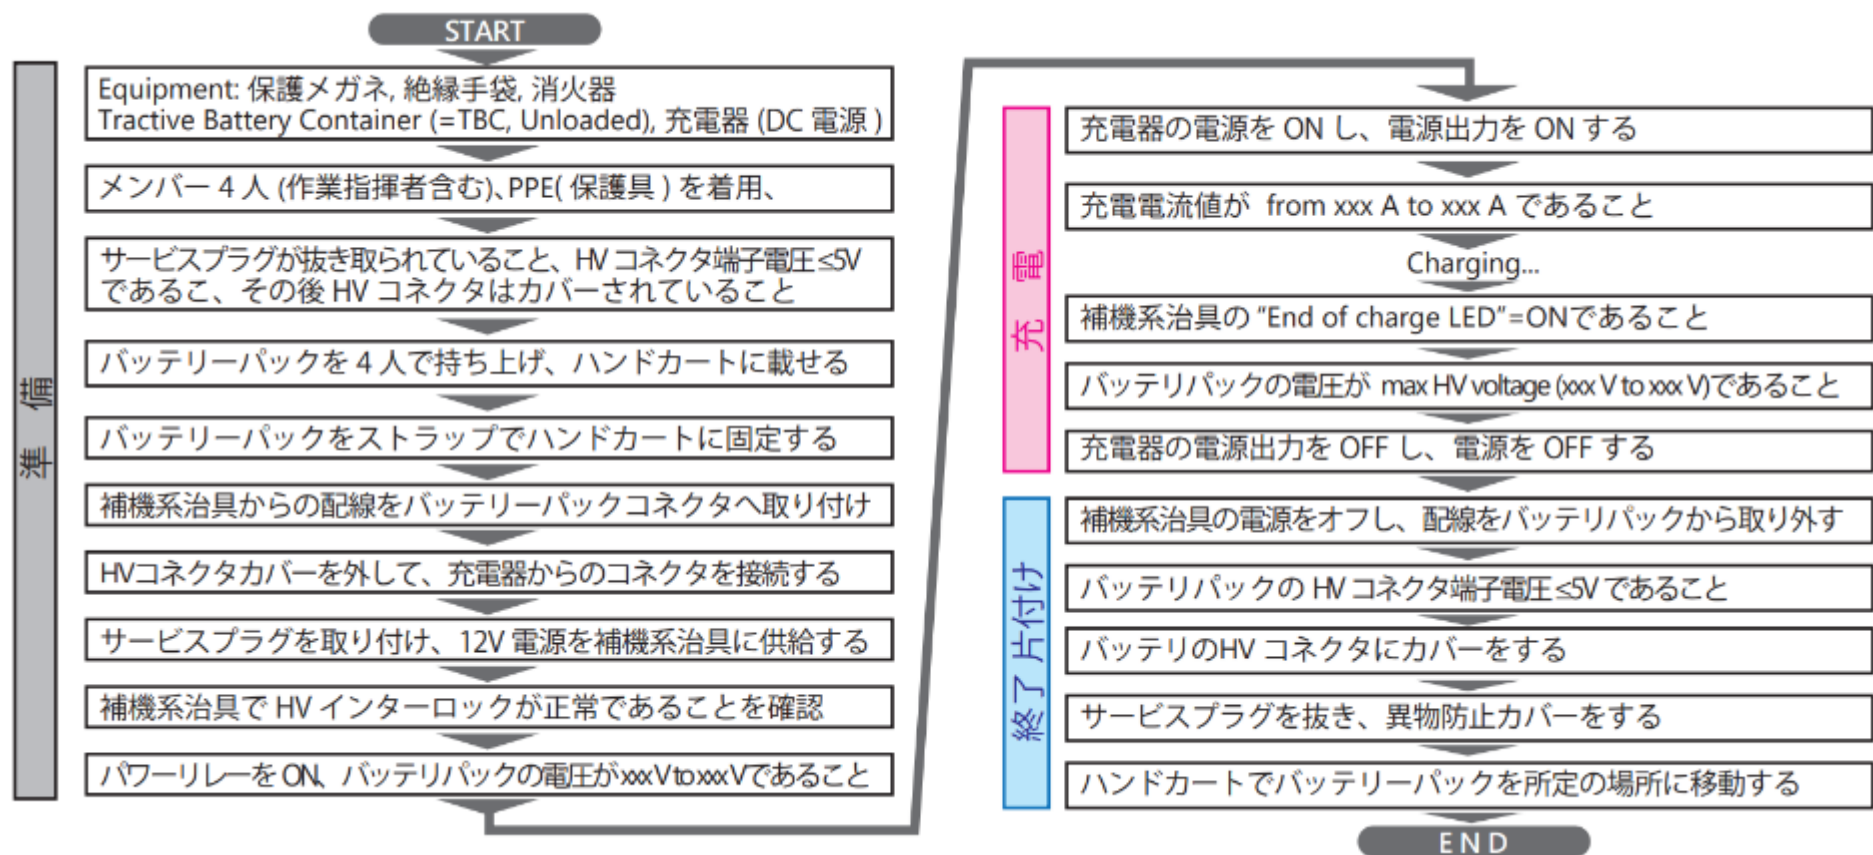 START
準 備
Equipment: 保護メガネ, 絶縁手袋, 消火器
Tractive Battery Container (=TBC, Unloaded), 充電器 (DC 電源 )
メンバー 4 人 (作業指揮者含む)、PPE( 保護具 ) を着用、
サービスプラグが抜き取られていること、HV コネクタ端子電圧 ≤5V
であるこ、その後 HV コネクタはカバーされていること
バッテリーパックを 4 人で持ち上げ、ハンドカートに載せる
バッテリーパックをストラップでハンドカートに固定する
補機系治具からの配線をバッテリーパックコネクタへ取り付け
HVコネクタカバーを外して、充電器からのコネクタを接続する
サービスプラグを取り付け、12V 電源を補機系治具に供給する
補機系治具で HV インターロックが正常であることを確認
パワーリレーを ON、バッテリパックの電圧が xxx V to xxx Vであること
充 電
充電器の電源を ON し、電源出力を ON する
充電電流値が from xxx A to xxx A であること
Charging...
補機系治具の “End of charge LED”=ONであること
バッテリパックの電圧が max HV voltage (xxx V to xxx V)であること
充電器の電源出力を OFF し、電源を OFF する
終了 片付け
補機系治具の電源をオフし、配線をバッテリパックから取り外す
バッテリパックの HV コネクタ端子電圧 ≤5V であること
バッテリのHV コネクタにカバーをする
サービスプラグを抜き、異物防止カバーをする
ハンドカートでバッテリーパックを所定の場所に移動する
END